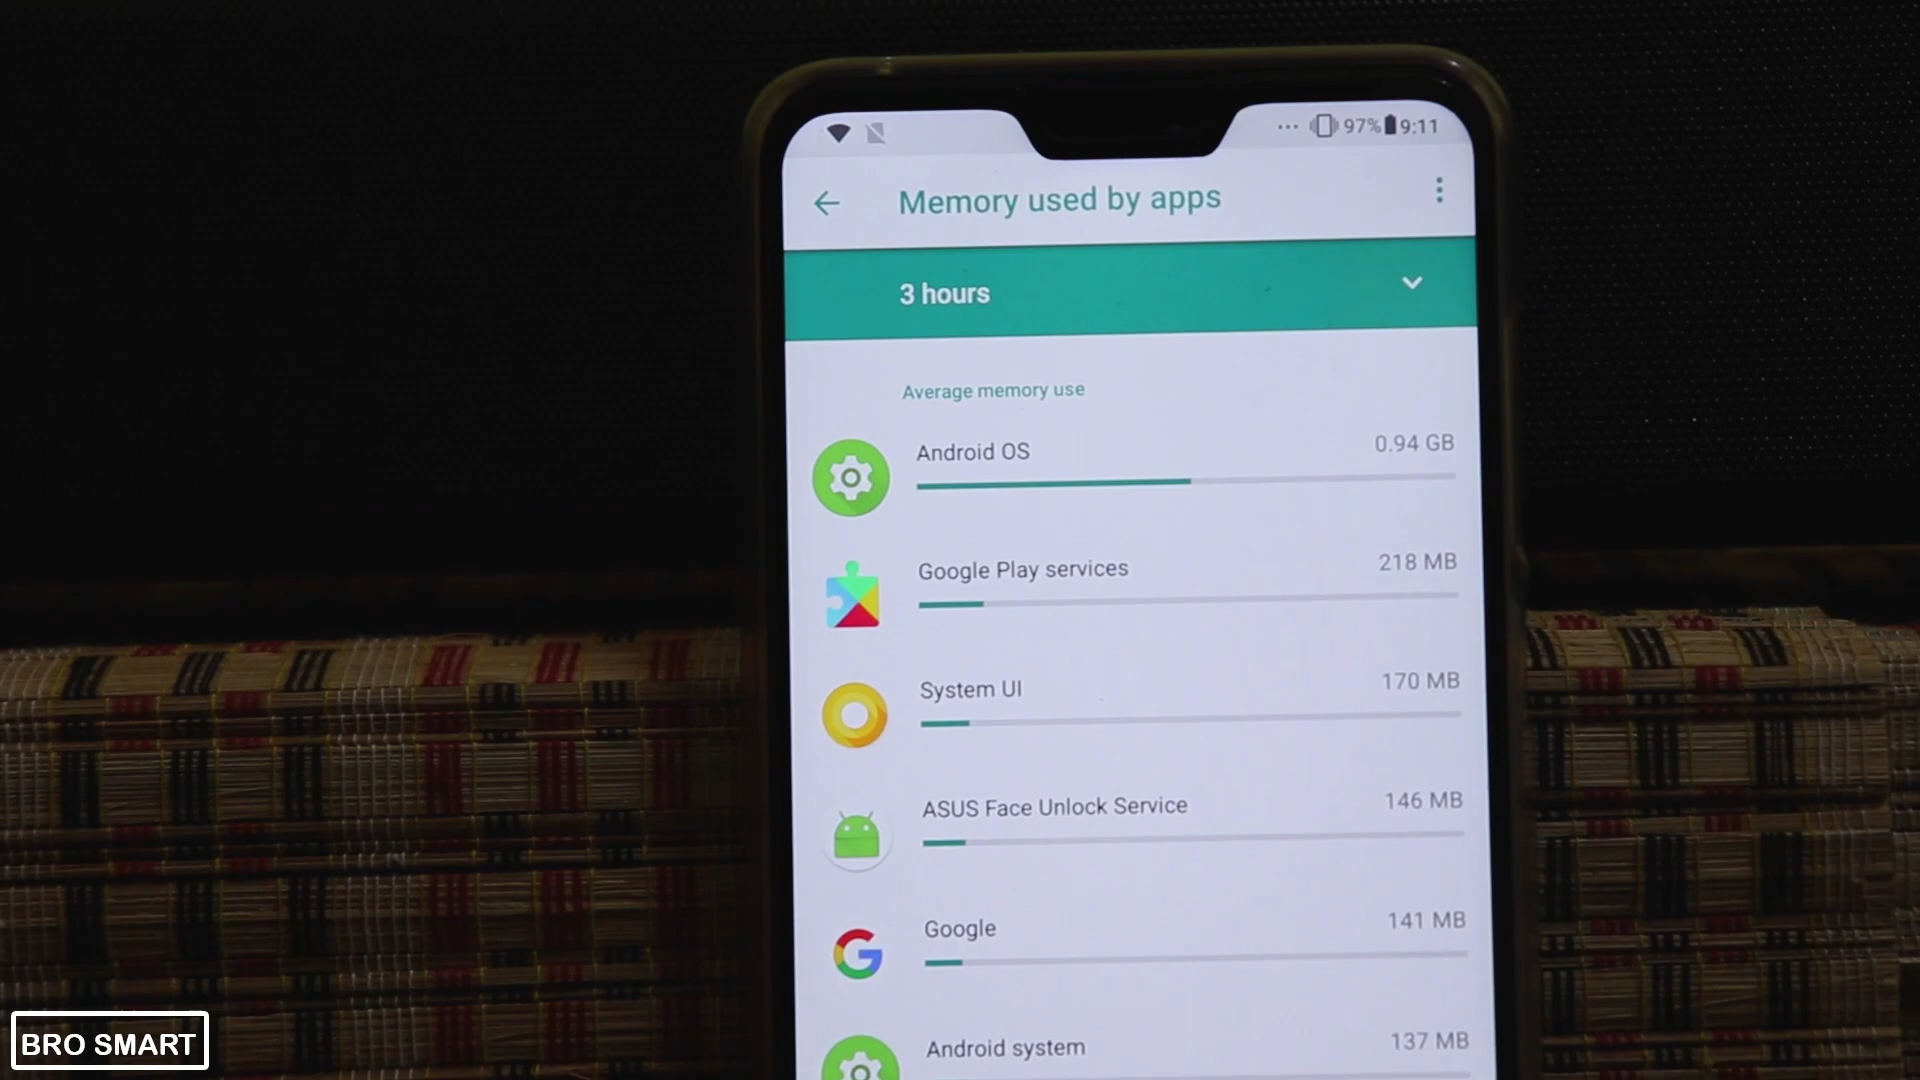 97% 9:11
Memory used by apps
3 hours
Average memory use
Android OS 0.94 GB
Google Play services 218 MB
System UI 170 MB
ASUS Face Unlock Service 146 MB
Google 141 MB
Android system 137 MB
BRO SMART